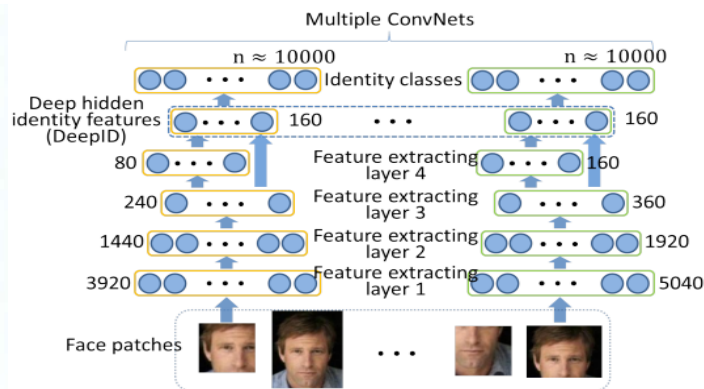 Multiple ConvNets
n ≈ 10000
n ≈ 10000
Identity classes
Deep hidden
identity features
(DeepID)
160
• • •
160
80
Feature extracting
layer 4
160
240
Feature extracting
layer 3
360
1440
Feature extracting
layer 2
1920
3920
Feature extracting
layer 1
5040
Face patches
• • •